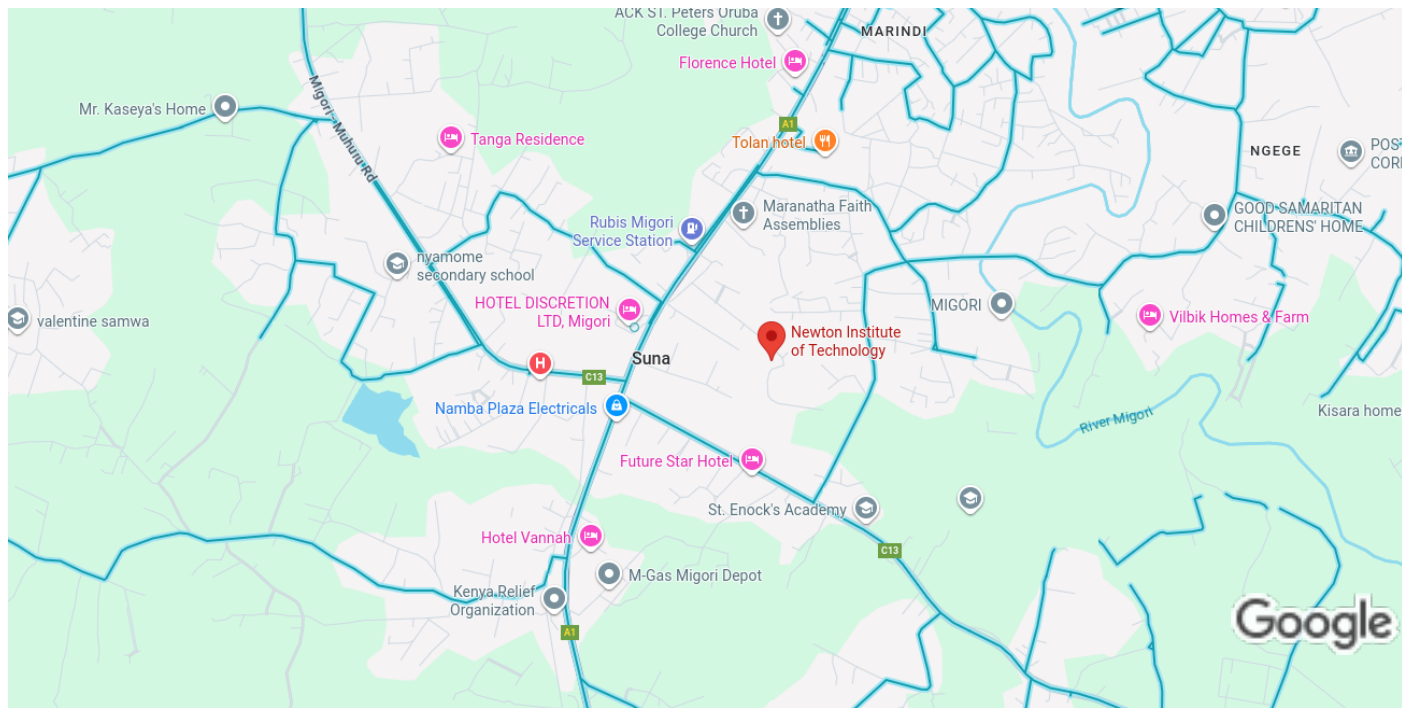 ACK ST. Peters Oruba
College Church
MARINDI
Florence Hotel
Mr. Kaseya's Home
Migori - Muhuru Rd
A1
Tanga Residence
Tolan hotel
NGEGE
POST
CORP
Maranatha Faith
Assemblies
Rubis Migori
Service Station
GOOD SAMARITAN
CHILDRENS' HOME
nyamome
secondary school
HOTEL DISCRETION
LTD, Migori
MIGORI
valentine samwa
Vilbik Homes & Farm
Newton Institute
of Technology
Suna
H
C13
Namba Plaza Electricals
Kisara home
River Migori
Future Star Hotel
St. Enock's Academy
Hotel Vannah
C13
M-Gas Migori Depot
Kenya Relief
Organization
A1
Google